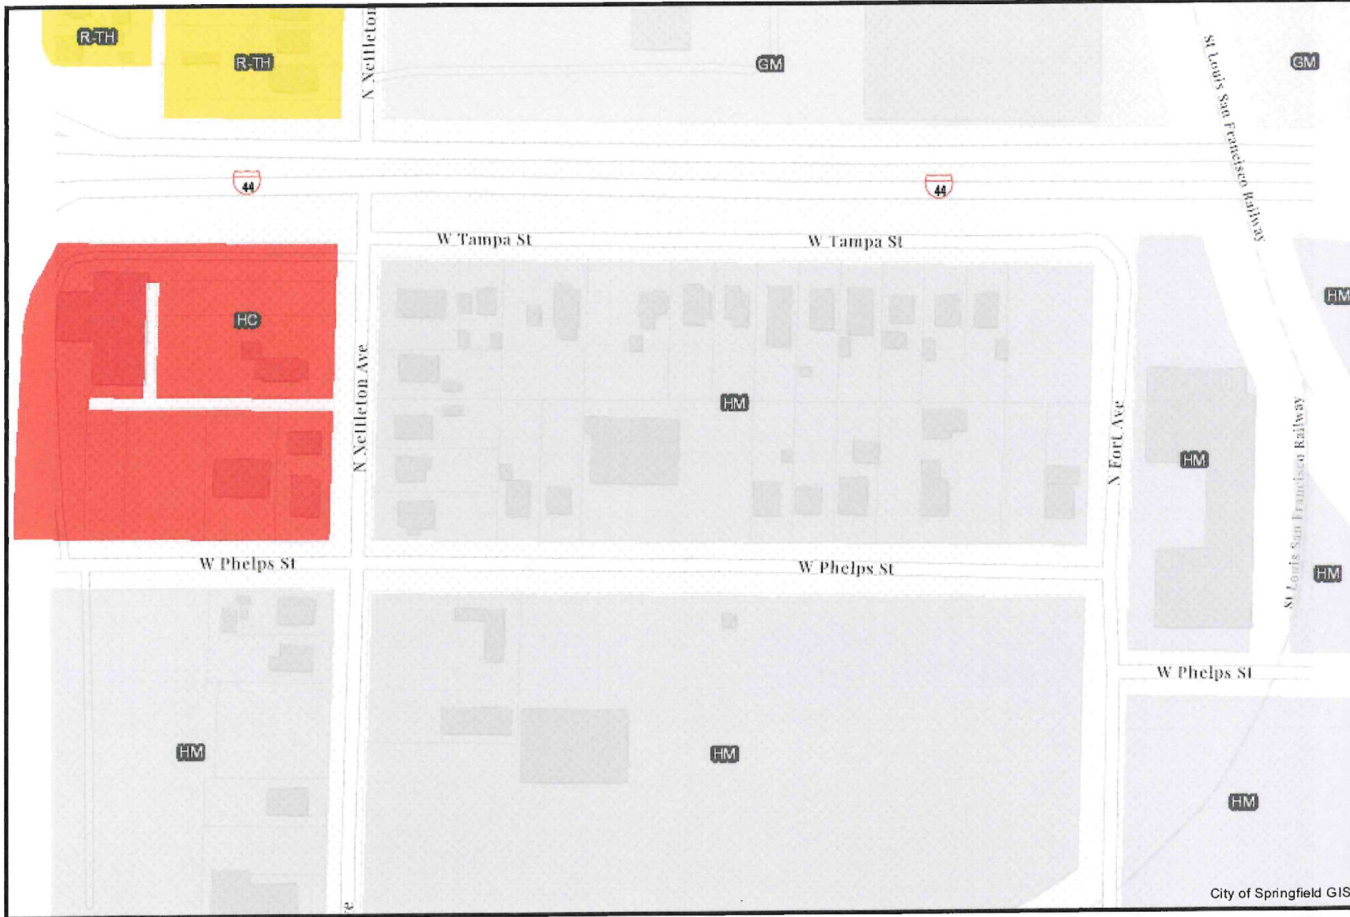 R-TH
R-TH
N Nettleton
GM
St Louis San Francisco Railway
GM
44
44
W Tampa St
W Tampa St
HC
HM
N Nettleton Ave
HM
N Fort Ave
HM
St Louis San Francisco Railway
W Phelps St
W Phelps St
HM
W Phelps St
HM
HM
HM
City of Springfield GIS